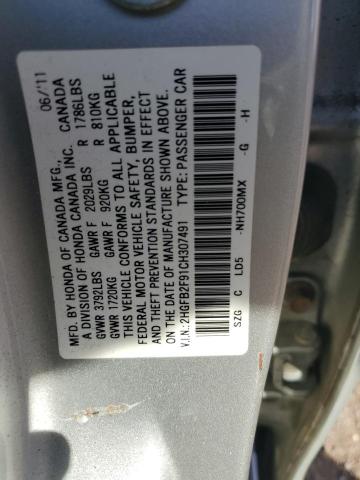 MFD. BY HONDA OF CANADA MFG., 06/'11
A DIVISION OF HONDA CANADA INC. CANADA
GVWR 3792LBS GAWR F 2029LBS R 1786LBS
GVWR 1720KG GAWR F 920KG R 810KG
THIS VEHICLE CONFORMS TO ALL APPLICABLE
FEDERAL MOTOR VEHICLE SAFETY, BUMPER,
AND THEFT PREVENTION STANDARDS IN EFFECT
ON THE DATE OF MANUFACTURE SHOWN ABOVE.
V.I.N.: 2HGFB2F91CH307491 TYPE: PASSENGER CAR
SZG C LD5 -NH700MX -G -H